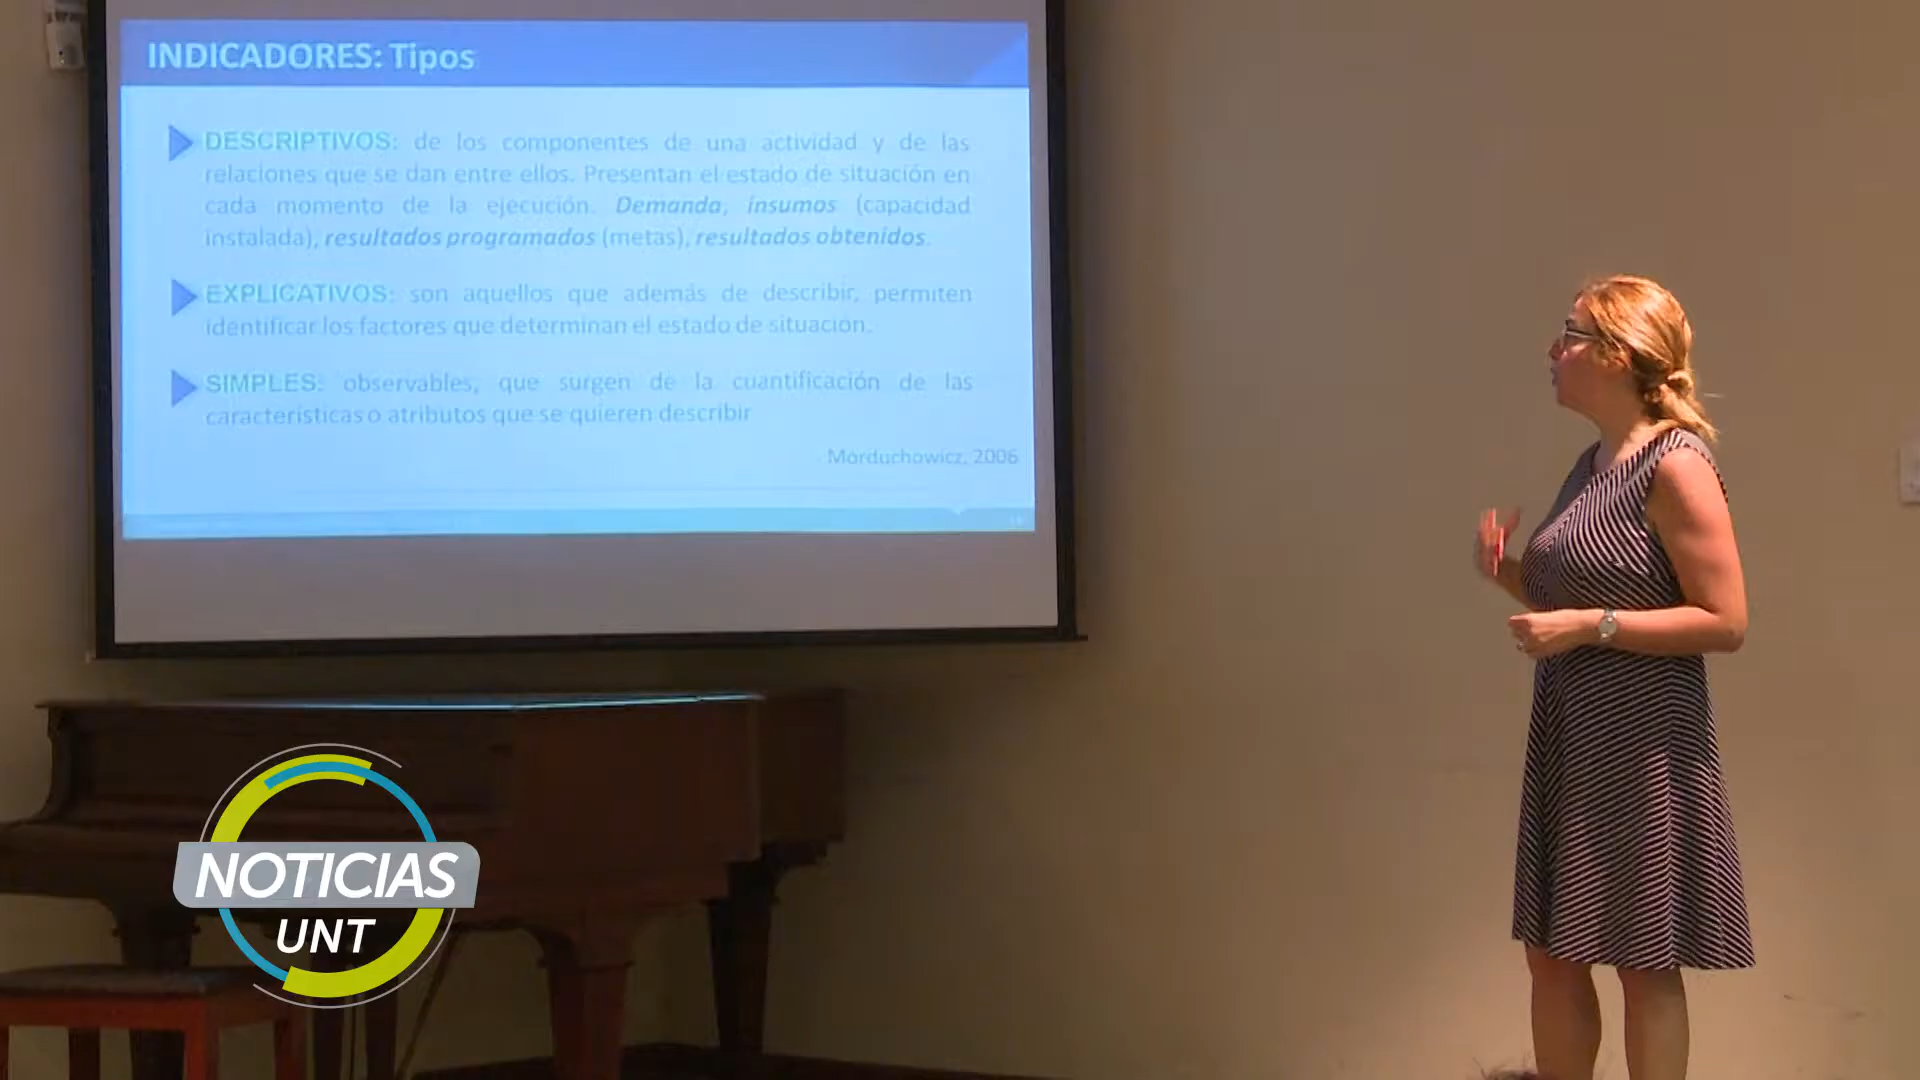 INDICADORES: Tipos
DESCRIPTIVOS: de los componentes de una actividad y de las
relaciones que se dan entre ellos. Presentan el estado de situación en
cada momento de la ejecución. Demanda, insumos (capacidad
instalada), resultados programados (metas), resultados obtenidos.
EXPLICATIVOS: son aquellos que además de describir, permiten
identificar los factores que determinan el estado de situación.
SIMPLES: observables, que surgen de la cuantificación de las
características o atributos que se quieren describir
Morduchowicz, 2006
NOTICIAS
UNT